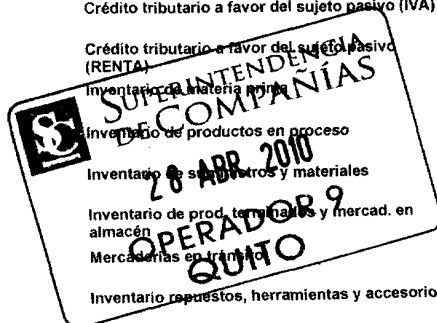 Crédito tributario a favor del sujeto pasivo (IVA)
Crédito tributario a favor del sujeto pasivo
(RENTA)
Inventario de materia prima
Inventario de productos en proceso
Inventario de suministros y materiales
Inventario de prod. terminados y mercad. en
almacén
Mercaderías en tránsito
Inventario repuestos, herramientas y accesorios
SC
SUPERINTENDENCIA
DE COMPAÑÍAS
28 ABR. 2010
OPERADOR 9
QUITO